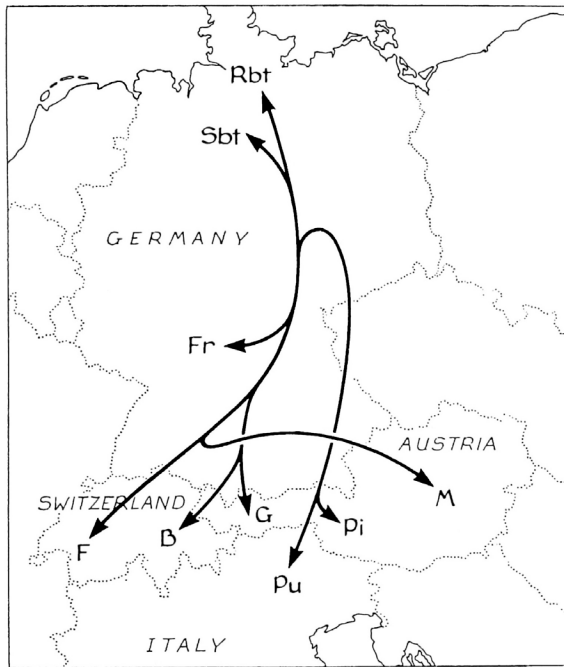 Rbt
Sbt
GERMANY
Fr
AUSTRIA
SWITZERLAND
M
G
Pi
B
F
Pu
ITALY